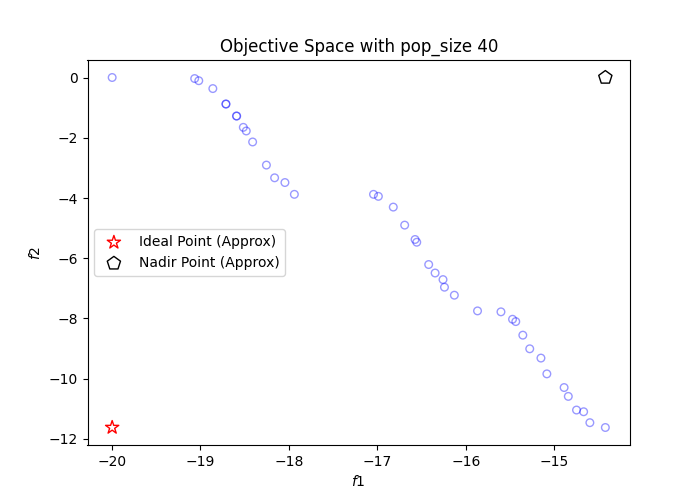 Objective Space with pop_size 40
0
−2
−4
−6
−8
−10
−12
f2
Ideal Point (Approx)
Nadir Point (Approx)
−20 −19 −18 −17 −16 −15
f1